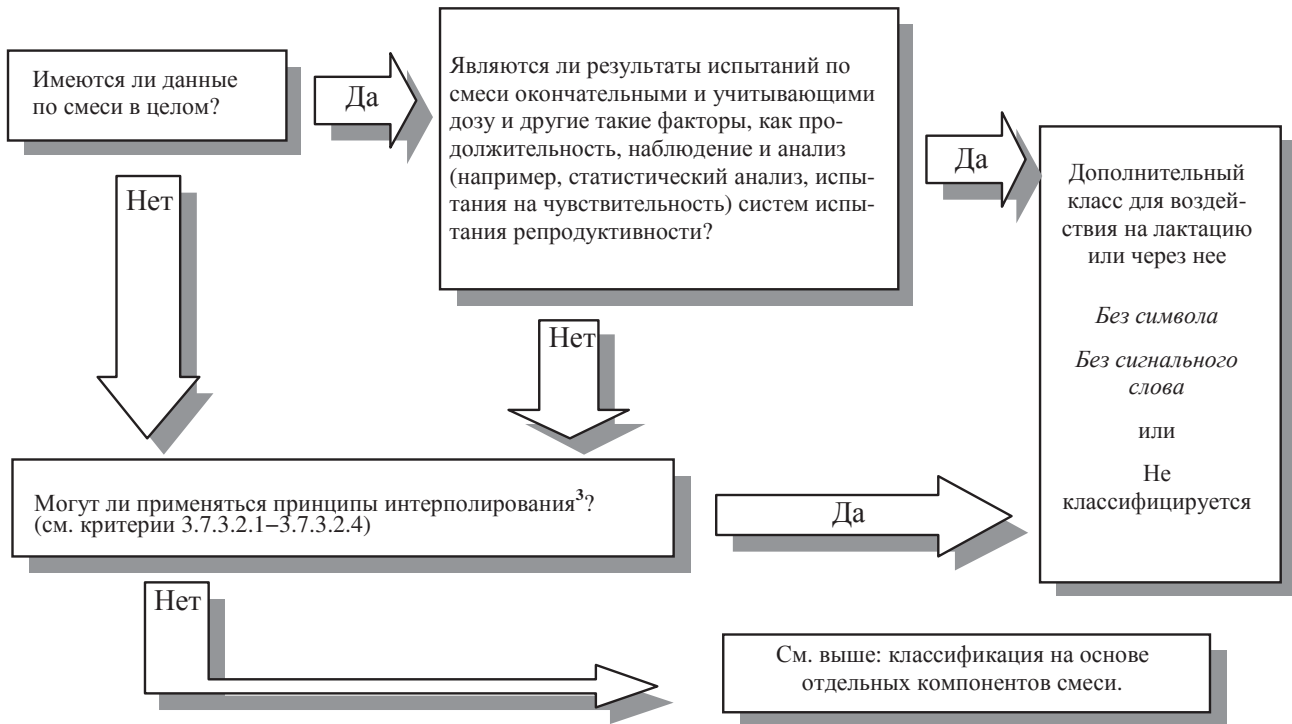 Имеются ли данные
по смеси в целом?
Да
Являются ли результаты испытаний по
смеси окончательными и учитывающими
дозу и другие такие факторы, как про-
должительность, наблюдение и анализ
(например, статистический анализ, испы-
тания на чувствительность) систем испы-
тания репродуктивности?
Да
Дополнительный
класс для воздей-
ствия на лактацию
или через нее
Без символа
Без сигнального
слова
или
Не
классифицируется
Нет
Нет
Могут ли применяться принципы интерполирования³?
(см. критерии 3.7.3.2.1–3.7.3.2.4)
Да
Нет
См. выше: классификация на основе
отдельных компонентов смеси.